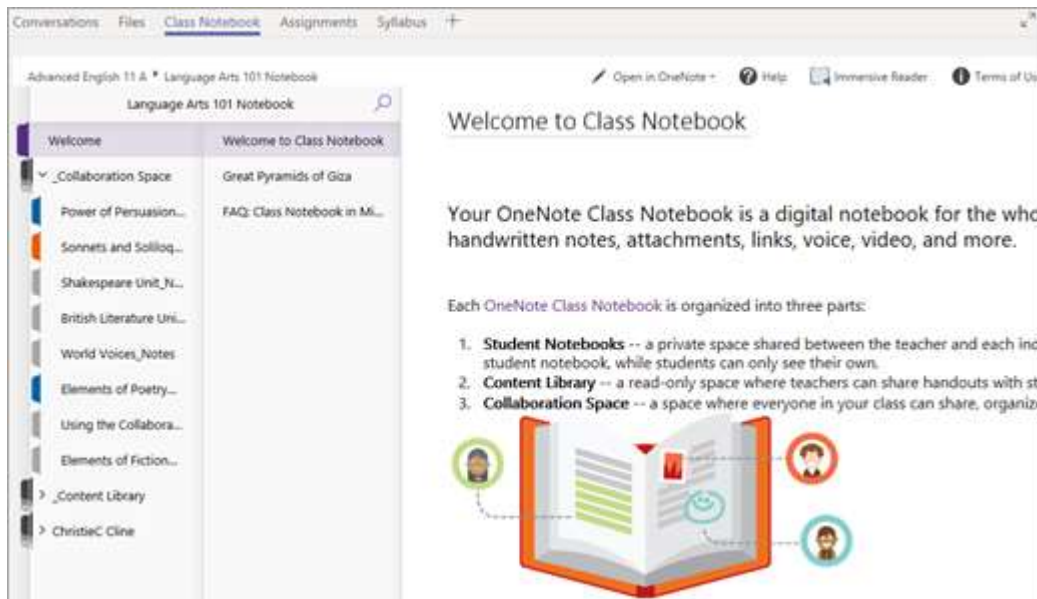 Conversations Files Class Notebook Assignments Syllabus +
Advanced English 11 A Language Arts 101 Notebook Open in OneNote Help Immersive Reader Terms of Us
Language Arts 101 Notebook
Welcome
_Collaboration Space
Power of Persuasion...
Sonnets and Soliloq...
Shakespeare Unit_N...
British Literature Uni...
World Voices_Notes
Elements of Poetry...
Using the Collabora...
Elements of Fiction...
_Content Library
ChristieC Cline
Welcome to Class Notebook
Great Pyramids of Giza
FAQ: Class Notebook in Mi...
Welcome to Class Notebook
Your OneNote Class Notebook is a digital notebook for the who
handwritten notes, attachments, links, voice, video, and more.
Each OneNote Class Notebook is organized into three parts:
1. Student Notebooks -- a private space shared between the teacher and each ind
student notebook, while students can only see their own.
2. Content Library -- a read-only space where teachers can share handouts with st
3. Collaboration Space -- a space where everyone in your class can share, organize